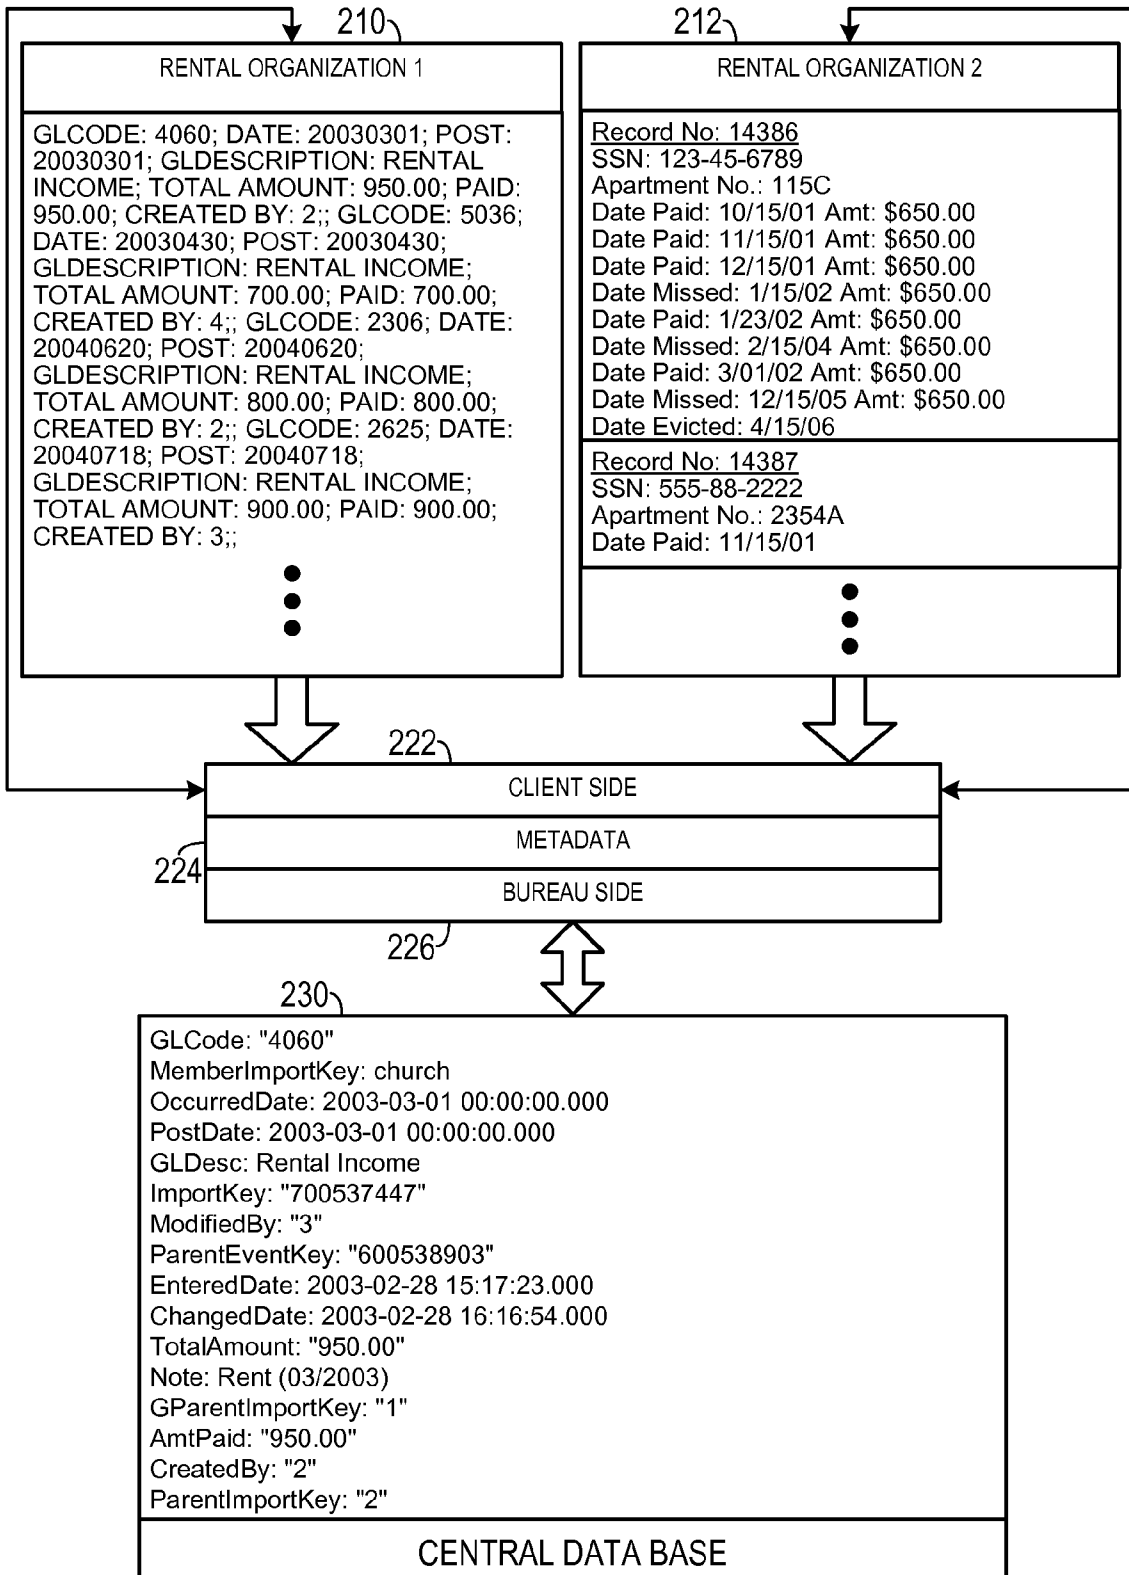 210
RENTAL ORGANIZATION 1
GLCODE: 4060; DATE: 20030301; POST:
20030301; GLDESCRIPTION: RENTAL
INCOME; TOTAL AMOUNT: 950.00; PAID:
950.00; CREATED BY: 2;; GLCODE: 5036;
DATE: 20030430; POST: 20030430;
GLDESCRIPTION: RENTAL INCOME;
TOTAL AMOUNT: 700.00; PAID: 700.00;
CREATED BY: 4;; GLCODE: 2306; DATE:
20040620; POST: 20040620;
GLDESCRIPTION: RENTAL INCOME;
TOTAL AMOUNT: 800.00; PAID: 800.00;
CREATED BY: 2;; GLCODE: 2625; DATE:
20040718; POST: 20040718;
GLDESCRIPTION: RENTAL INCOME;
TOTAL AMOUNT: 900.00; PAID: 900.00;
CREATED BY: 3;;
212
RENTAL ORGANIZATION 2
Record No: 14386
SSN: 123-45-6789
Apartment No.: 115C
Date Paid: 10/15/01 Amt: $650.00
Date Paid: 11/15/01 Amt: $650.00
Date Paid: 12/15/01 Amt: $650.00
Date Missed: 1/15/02 Amt: $650.00
Date Paid: 1/23/02 Amt: $650.00
Date Missed: 2/15/04 Amt: $650.00
Date Paid: 3/01/02 Amt: $650.00
Date Missed: 12/15/05 Amt: $650.00
Date Evicted: 4/15/06
Record No: 14387
SSN: 555-88-2222
Apartment No.: 2354A
Date Paid: 11/15/01
222
CLIENT SIDE
224
METADATA
BUREAU SIDE
226
230
GLCode: "4060"
MemberImportKey: church
OccurredDate: 2003-03-01 00:00:00.000
PostDate: 2003-03-01 00:00:00.000
GLDesc: Rental Income
ImportKey: "700537447"
ModifiedBy: "3"
ParentEventKey: "600538903"
EnteredDate: 2003-02-28 15:17:23.000
ChangedDate: 2003-02-28 16:16:54.000
TotalAmount: "950.00"
Note: Rent (03/2003)
GParentImportKey: "1"
AmtPaid: "950.00"
CreatedBy: "2"
ParentImportKey: "2"
CENTRAL DATA BASE